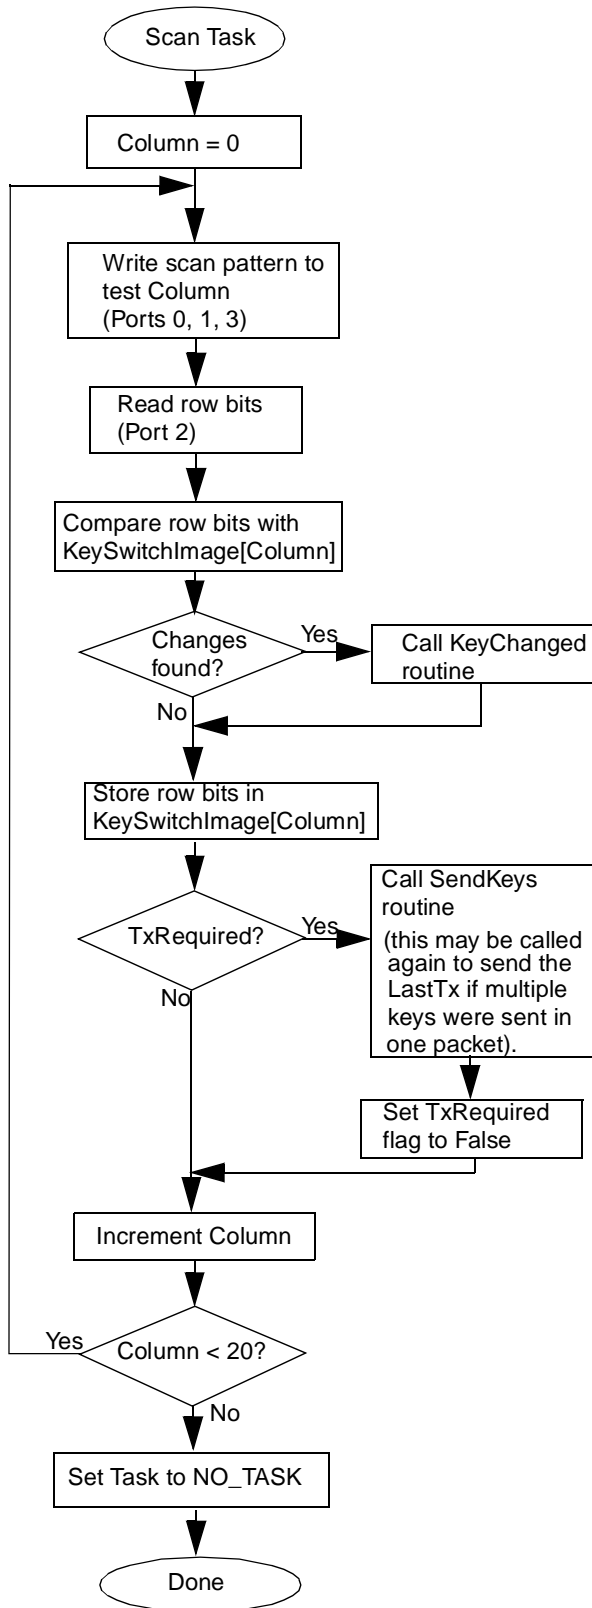 Scan Task
Column = 0
Write scan pattern to
test Column
(Ports 0, 1, 3)
Read row bits
(Port 2)
Compare row bits with
KeySwitchImage[Column]
Changes
found?
Yes
Call KeyChanged
routine
No
Store row bits in
KeySwitchImage[Column]
TxRequired?
Yes
Call SendKeys
routine
(this may be called
again to send the
LastTx if multiple
keys were sent in
one packet).
No
Set TxRequired
flag to False
Increment Column
Column < 20?
Yes
No
Set Task to NO_TASK
Done